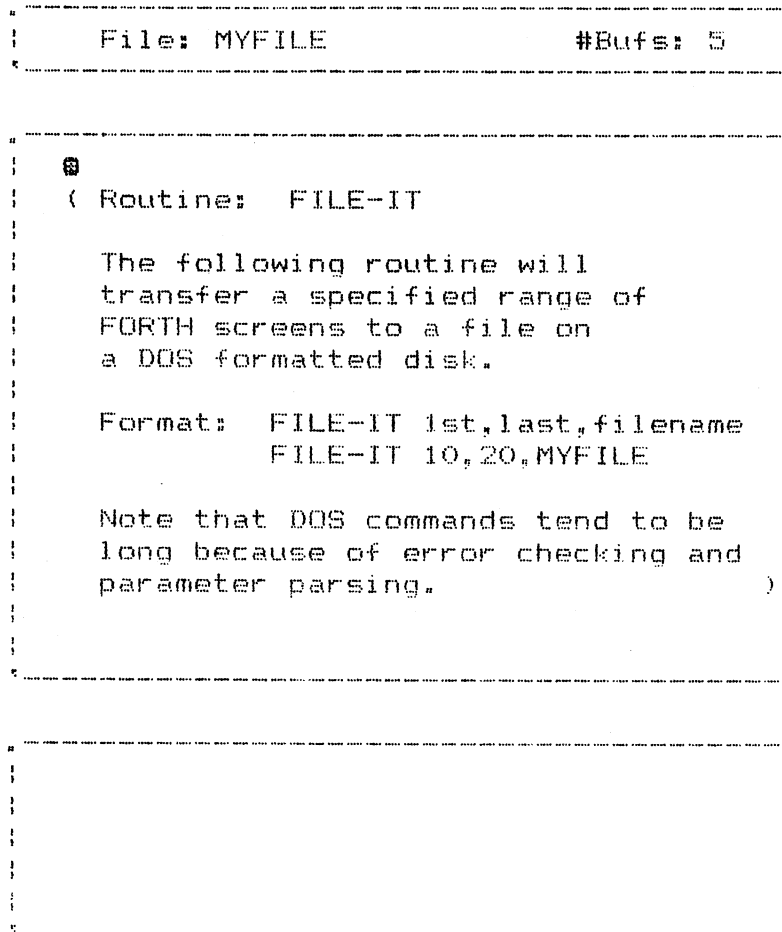 File: MYFILE #Bufs: 5
( Routine: FILE-IT
The following routine will
transfer a specified range of
FORTH screens to a file on
a DOS formatted disk.
Format: FILE-IT 1st,last,filename
FILE-IT 10,20,MYFILE
Note that DOS commands tend to be
long because of error checking and
parameter parsing. )